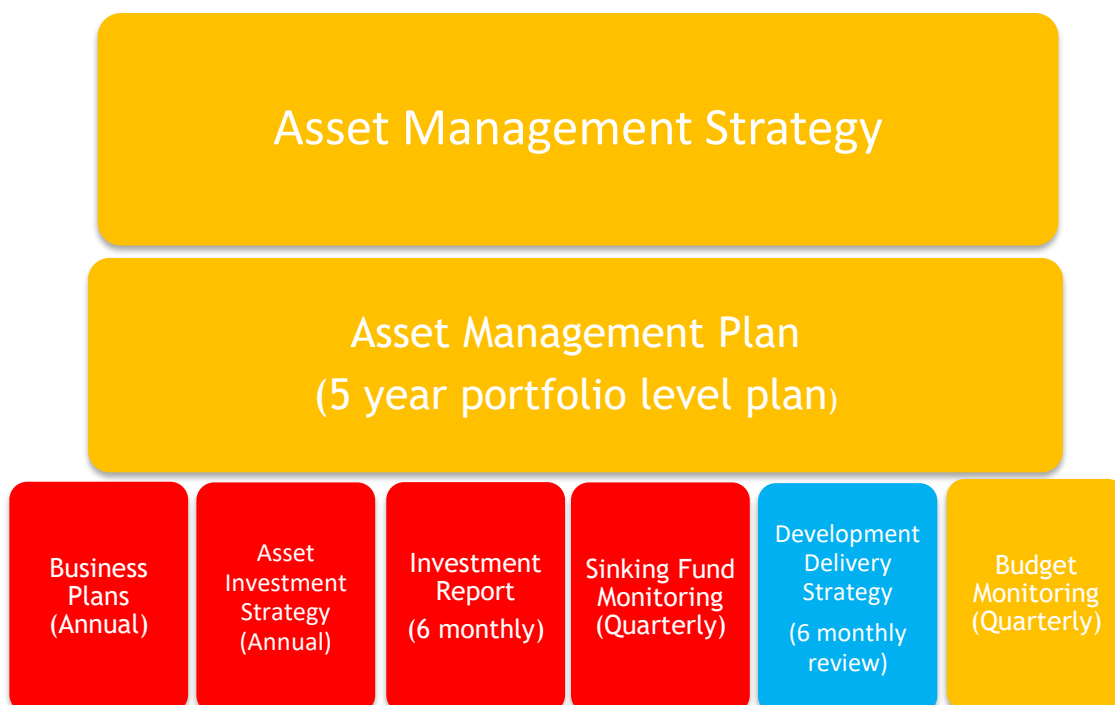 Asset Management Strategy
Asset Management Plan
(5 year portfolio level plan)
Business
Plans
(Annual)
Asset
Investment
Strategy
(Annual)
Investment
Report
(6 monthly)
Sinking Fund
Monitoring
(Quarterly)
Development
Delivery
Strategy
(6 monthly
review)
Budget
Monitoring
(Quarterly)